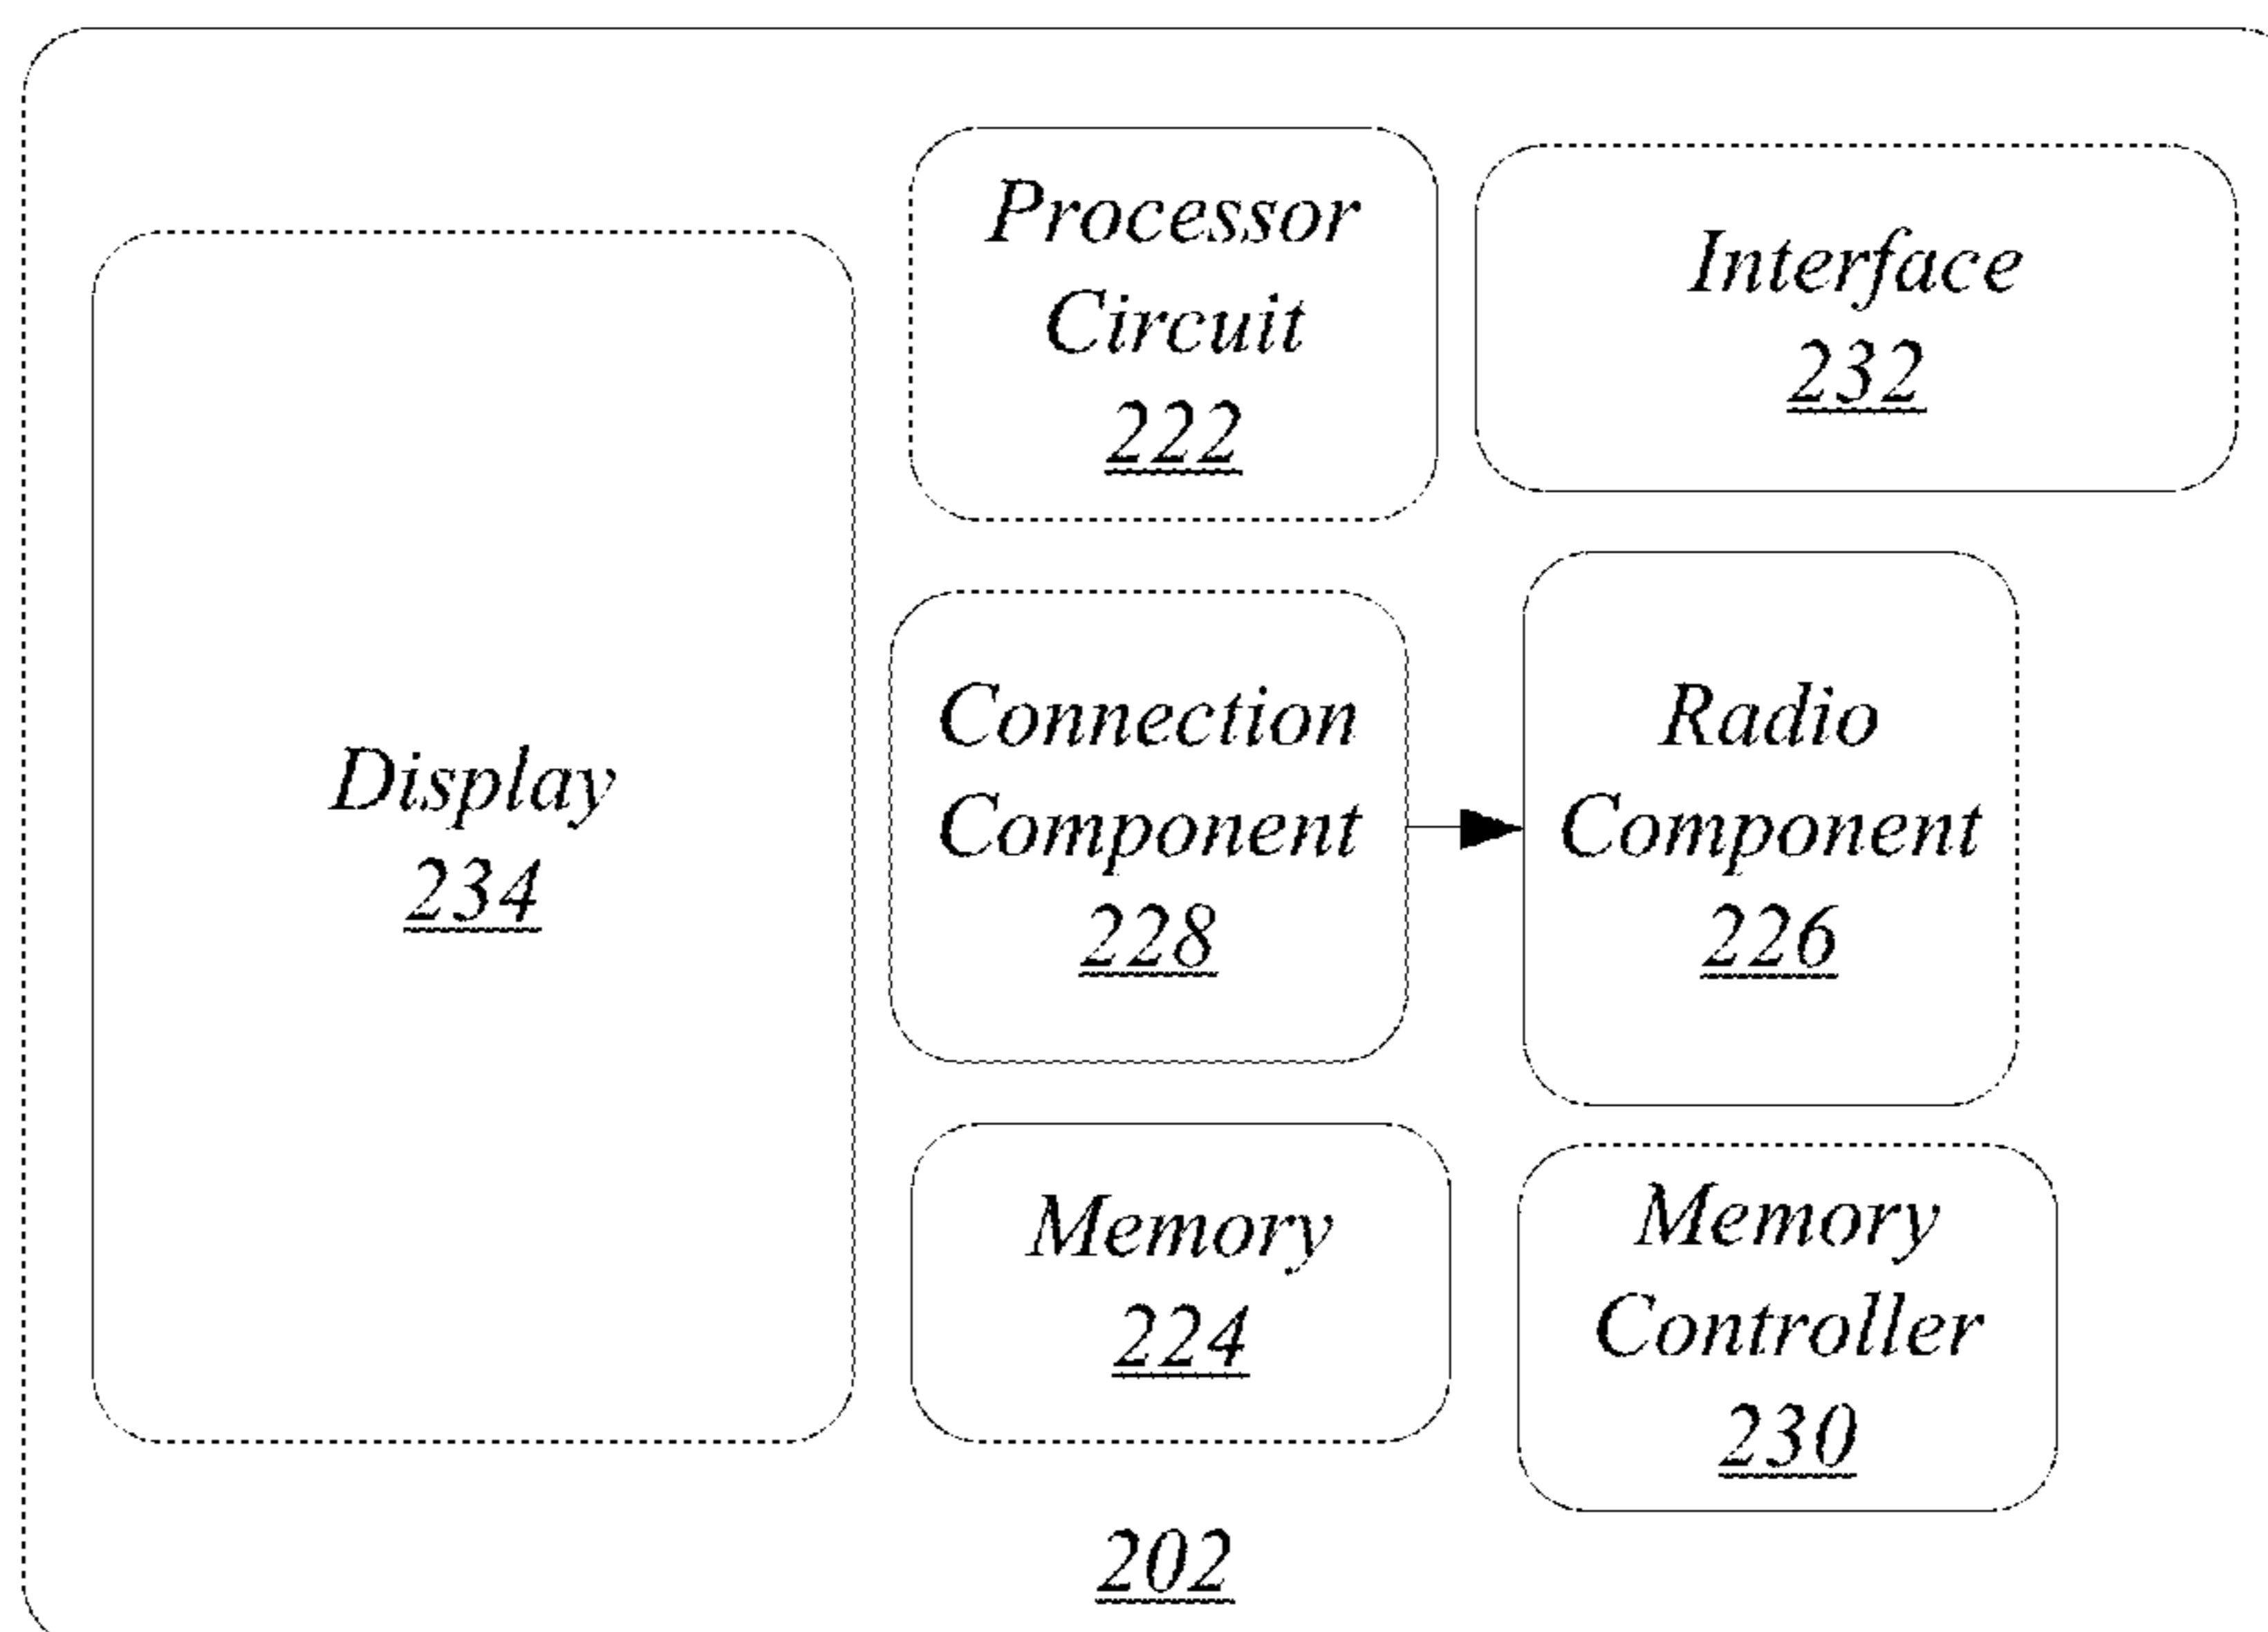 Processor
Circuit
222
Interface
232
Display
234
Connection
Component
228
Radio
Component
226
Memory
224
Memory
Controller
230
202